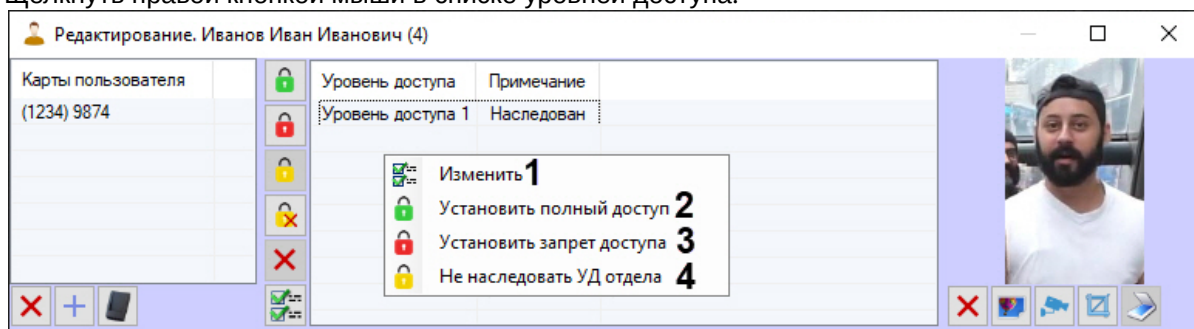 Щелкнуть правой кнопкой мыши в списке уровней доступа.
Редактирование. Иванов Иван Иванович (4)
Карты пользователя
(1234) 9874
Уровень доступа Примечание
Уровень доступа 1 Наследован
Изменить 1
Установить полный доступ 2
Установить запрет доступа 3
Не наследовать УД отдела 4